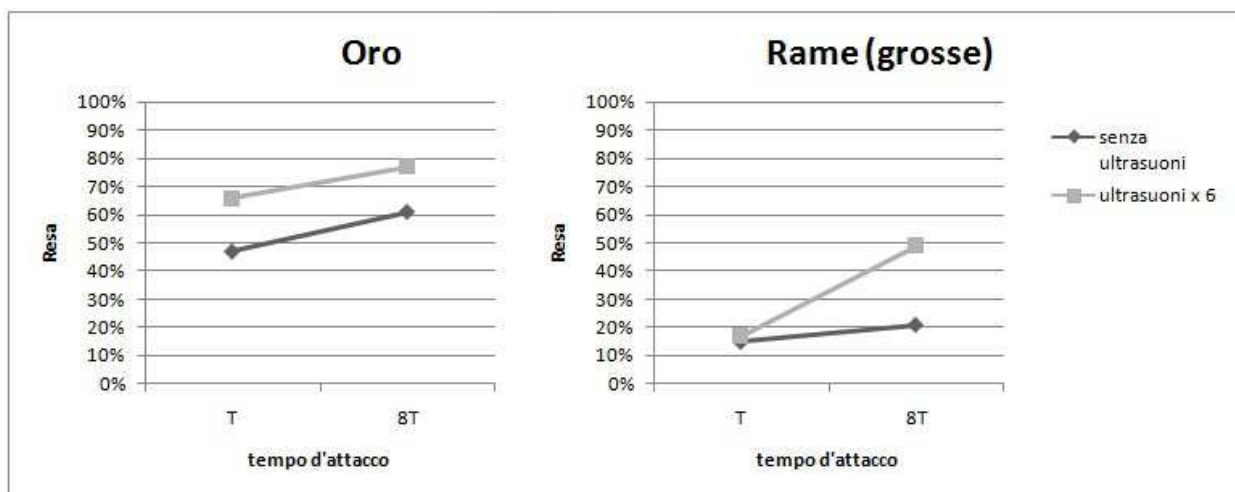 Oro
100%
90%
80%
70%
60%
50%
40%
30%
20%
10%
0%
Resa
T 8T
tempo d'attacco
Rame (grosse)
100%
90%
80%
70%
60%
50%
40%
30%
20%
10%
0%
Resa
T 8T
tempo d'attacco
senza
ultrasuoni
ultrasuoni x 6